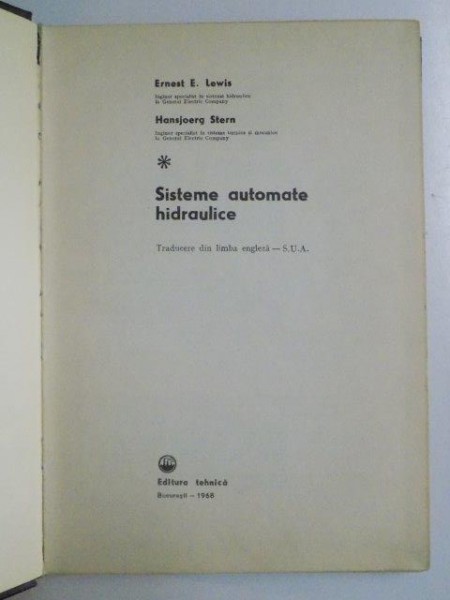 Ernest E. Lewis
Inginer specialist în sisteme hidraulice
la General Electric Company
Hansjoerg Stern
Inginer specialist în sisteme
la General Electric Company
*
Sisteme automate
hidraulice
Traducere din limba engleză — S.U.A.
Editura tehnică
București – 1968